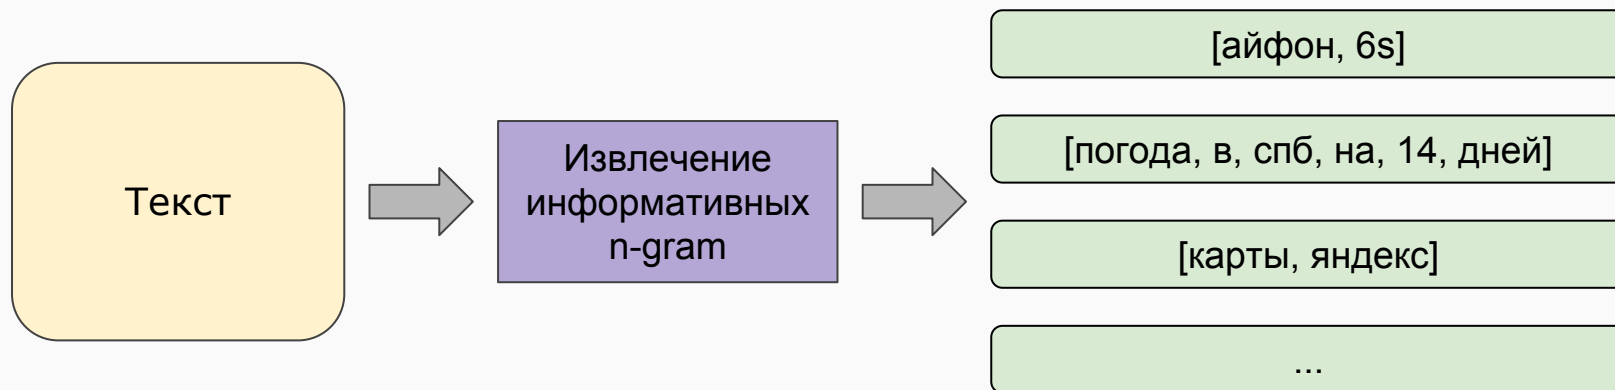 Текст
Извлечение
информативных
n-gram
[айфон, 6s]
[погода, в, спб, на, 14, дней]
[карты, яндекс]
...